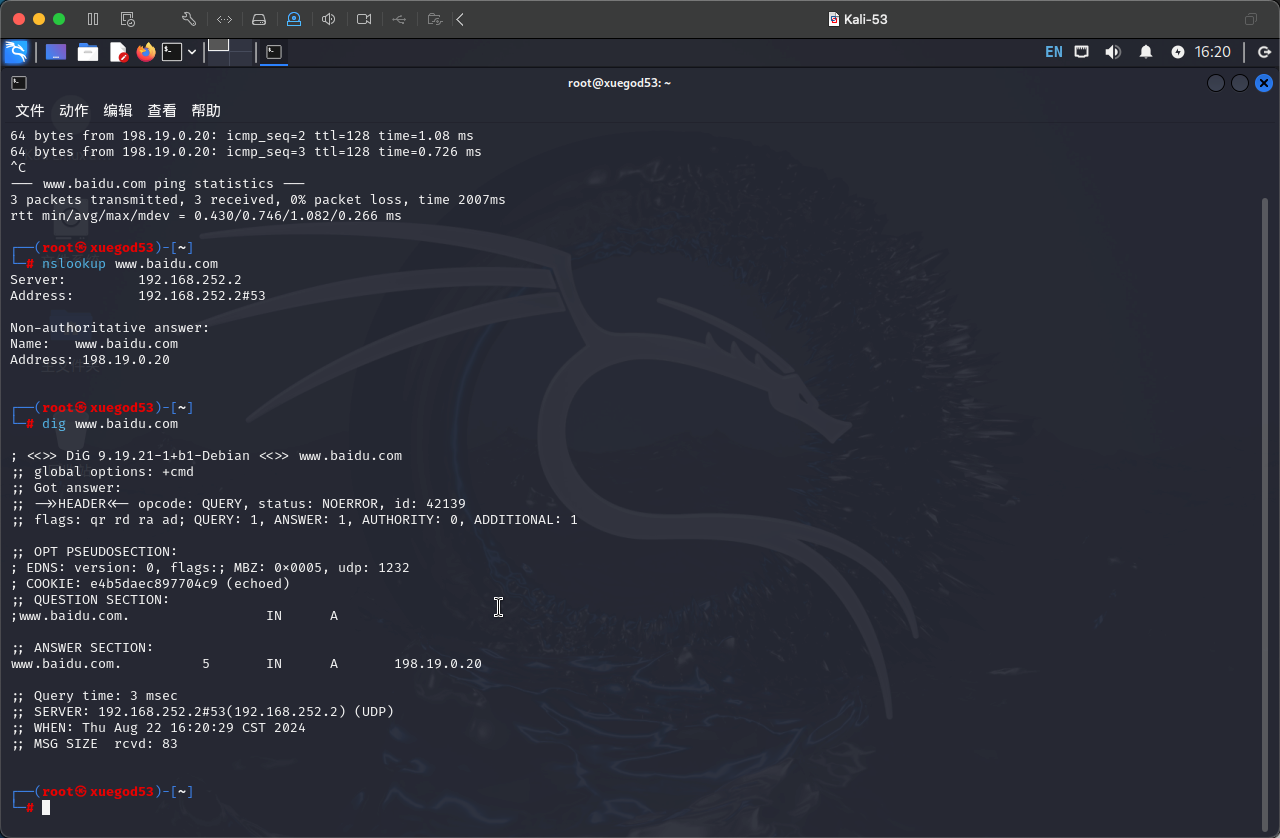 Kali-53
EN 16:20
root@xuegod53: ~
文件 动作 编辑 查看 帮助
64 bytes from 198.19.0.20: icmp_seq=2 ttl=128 time=1.08 ms
64 bytes from 198.19.0.20: icmp_seq=3 ttl=128 time=0.726 ms
^C
--- www.baidu.com ping statistics ---
3 packets transmitted, 3 received, 0% packet loss, time 2007ms
rtt min/avg/max/mdev = 0.430/0.746/1.082/0.266 ms
┌──(root㉿xuegod53)-[~]
└─# nslookup www.baidu.com
Server: 192.168.252.2
Address: 192.168.252.2#53
Non-authoritative answer:
Name: www.baidu.com
Address: 198.19.0.20
┌──(root㉿xuegod53)-[~]
└─# dig www.baidu.com
; <<>> DiG 9.19.21-1+b1-Debian <<>> www.baidu.com
;; global options: +cmd
;; Got answer:
;; ->>HEADER<<- opcode: QUERY, status: NOERROR, id: 42139
;; flags: qr rd ra ad; QUERY: 1, ANSWER: 1, AUTHORITY: 0, ADDITIONAL: 1
;; OPT PSEUDOSECTION:
; EDNS: version: 0, flags:; MBZ: 0x0005, udp: 1232
; COOKIE: e4b5daec897704c9 (echoed)
;; QUESTION SECTION:
;www.baidu.com. IN A
;; ANSWER SECTION:
www.baidu.com. 5 IN A 198.19.0.20
;; Query time: 3 msec
;; SERVER: 192.168.252.2#53(192.168.252.2) (UDP)
;; WHEN: Thu Aug 22 16:20:29 CST 2024
;; MSG SIZE rcvd: 83
┌──(root㉿xuegod53)-[~]
└─#